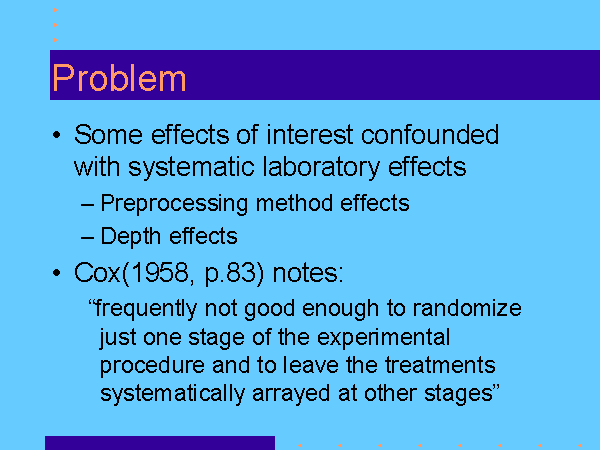 Problem
• Some effects of interest confounded
with systematic laboratory effects
– Preprocessing method effects
– Depth effects
• Cox(1958, p.83) notes:
“frequently not good enough to randomize
just one stage of the experimental
procedure and to leave the treatments
systematically arrayed at other stages”